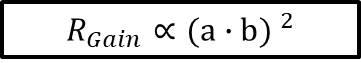 R_Gain ∝ (a · b) ²